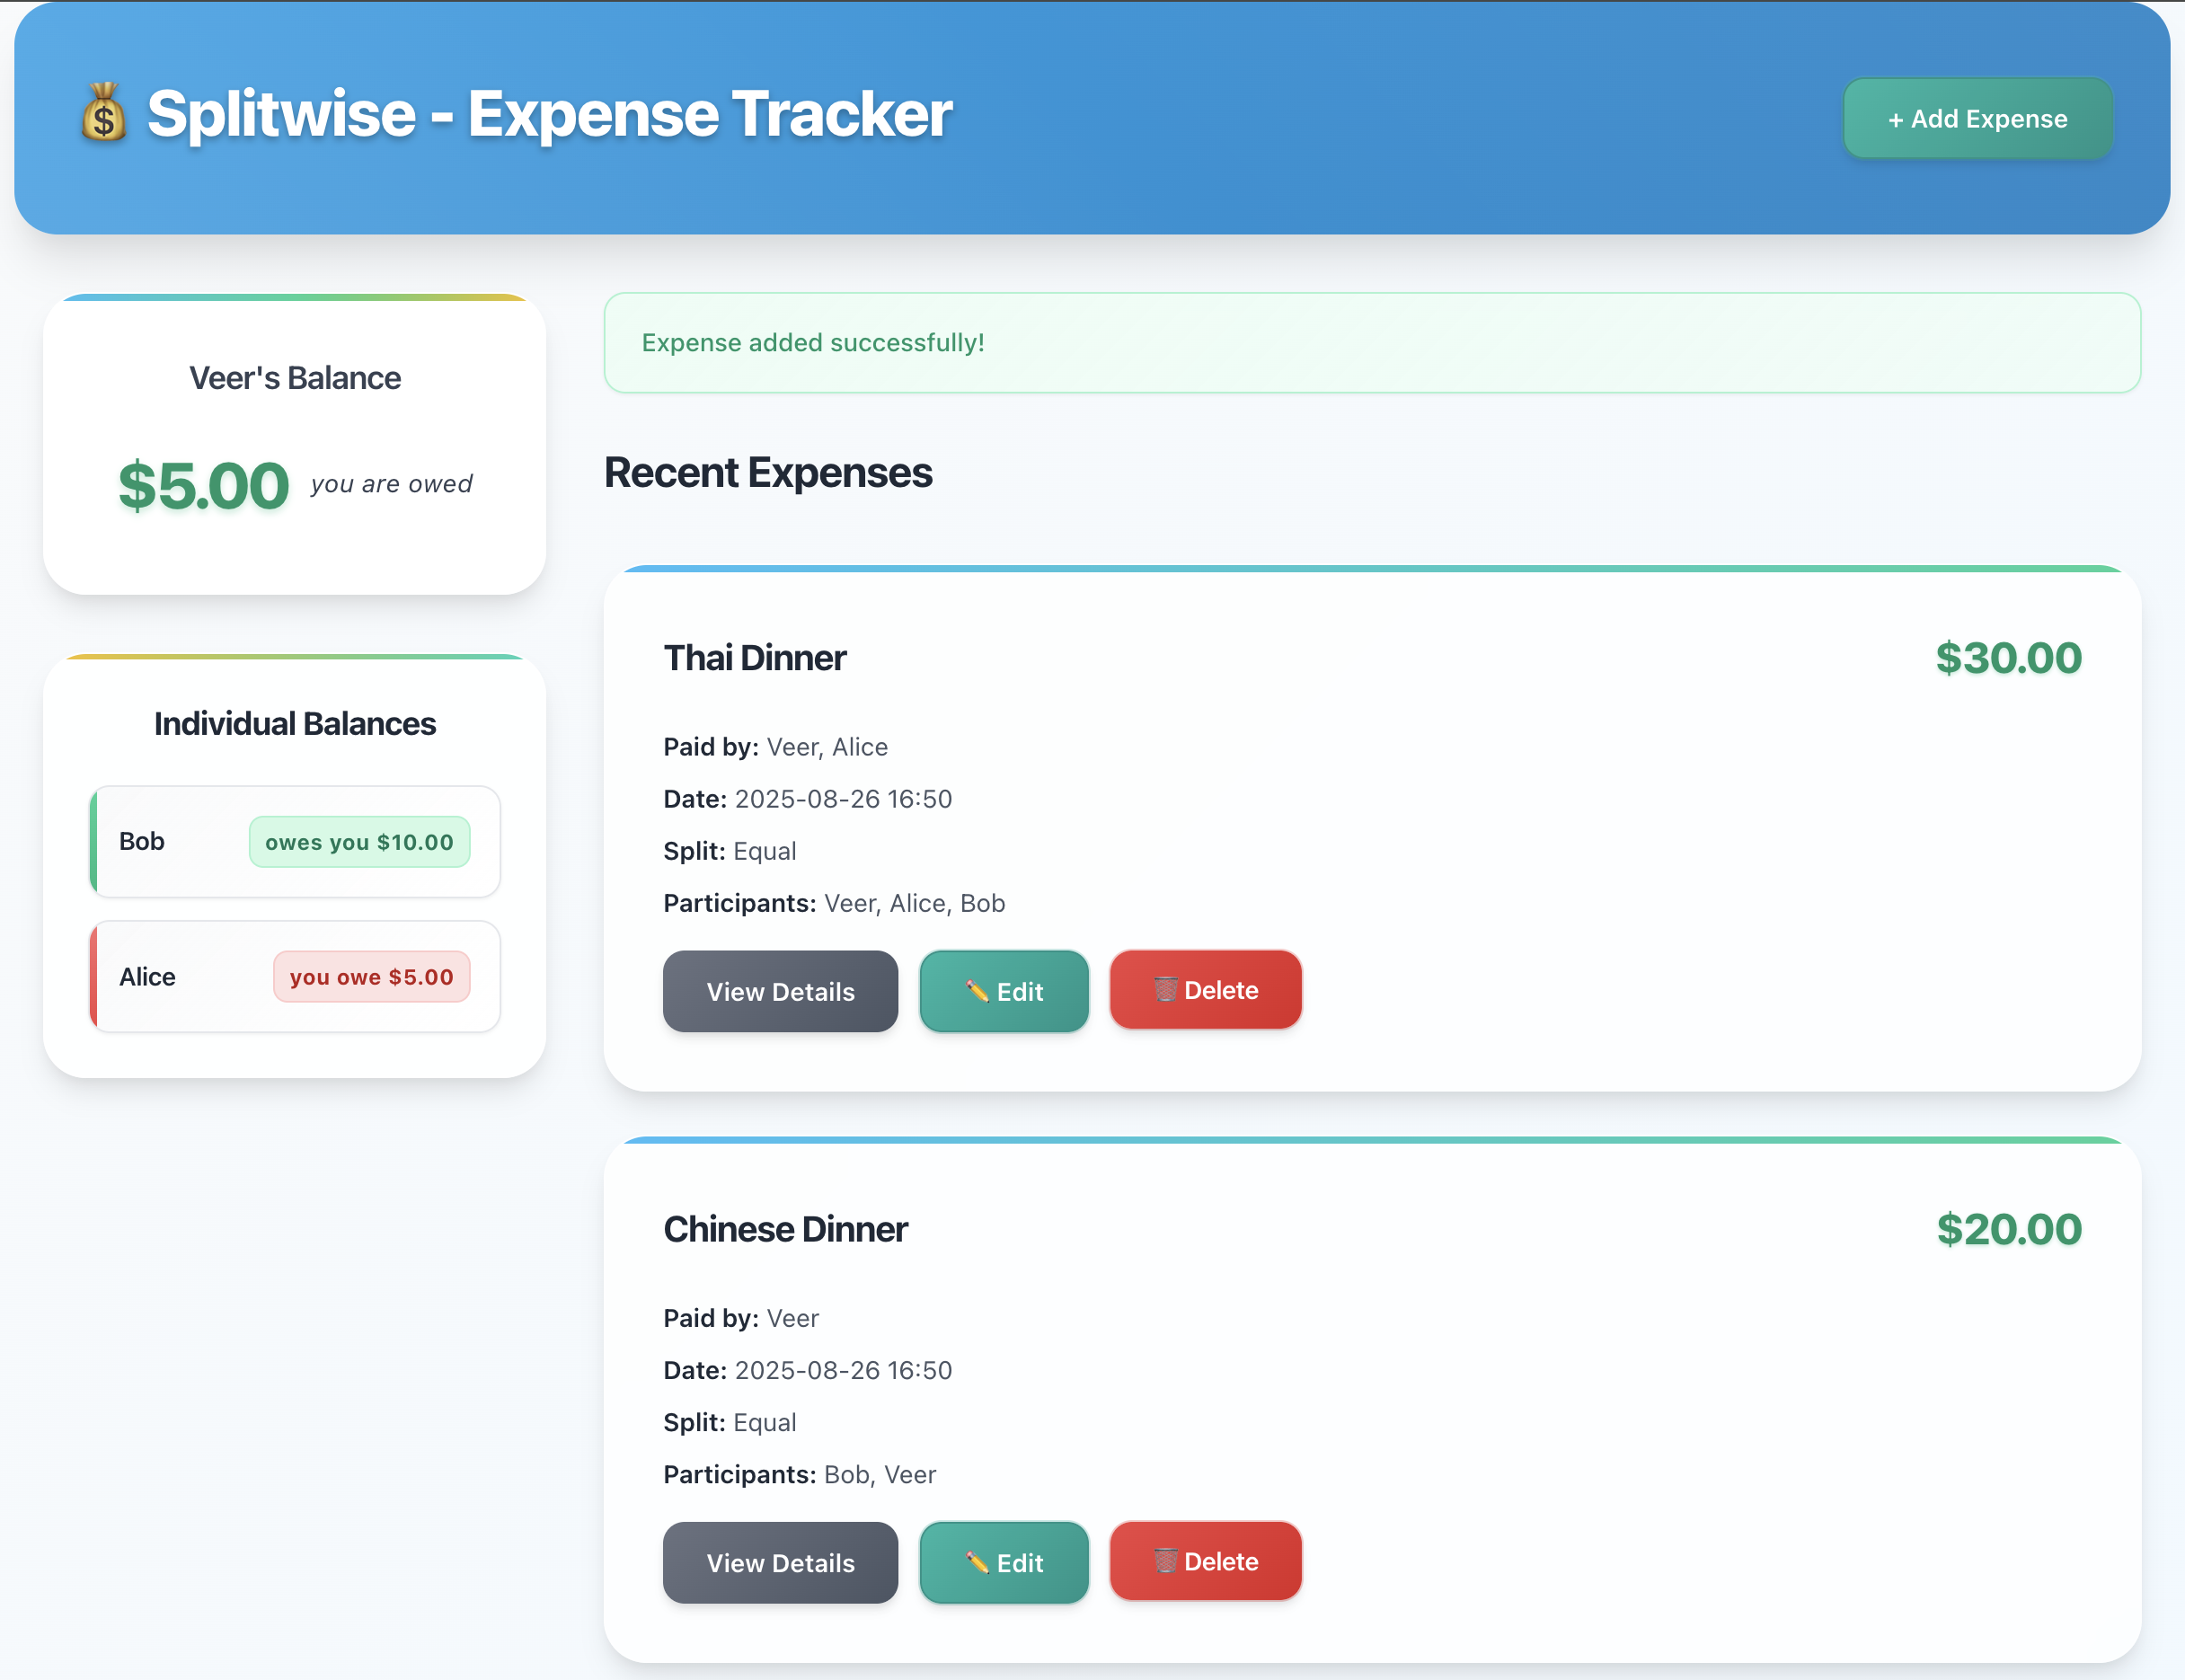 💰 Splitwise - Expense Tracker
+ Add Expense
Veer's Balance
$5.00 you are owed
Individual Balances
Bob owes you $10.00
Alice you owe $5.00
Expense added successfully!
Recent Expenses
Thai Dinner $30.00
Paid by: Veer, Alice
Date: 2025-08-26 16:50
Split: Equal
Participants: Veer, Alice, Bob
View Details ✏️ Edit 🗑️ Delete
Chinese Dinner $20.00
Paid by: Veer
Date: 2025-08-26 16:50
Split: Equal
Participants: Bob, Veer
View Details ✏️ Edit 🗑️ Delete